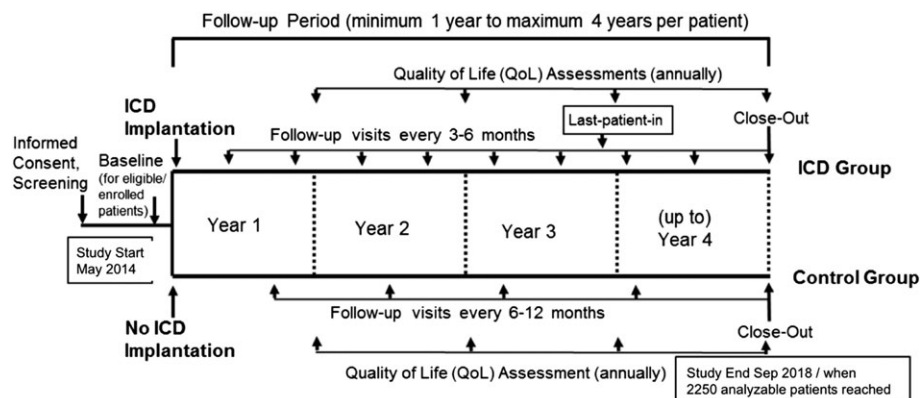 Follow-up Period (minimum 1 year to maximum 4 years per patient)
Quality of Life (QoL) Assessments (annually)
ICD
Implantation
Last-patient-in
Close-Out
Follow-up visits every 3-6 months
Informed
Consent,
Screening
Baseline
(for eligible/
enrolled
patients)
ICD Group
Year 1
Year 2
Year 3
(up to)
Year 4
Study Start
May 2014
Control Group
Follow-up visits every 6-12 months
No ICD
Implantation
Close-Out
Quality of Life (QoL) Assessment (annually)
Study End Sep 2018 / when
2250 analyzable patients reached